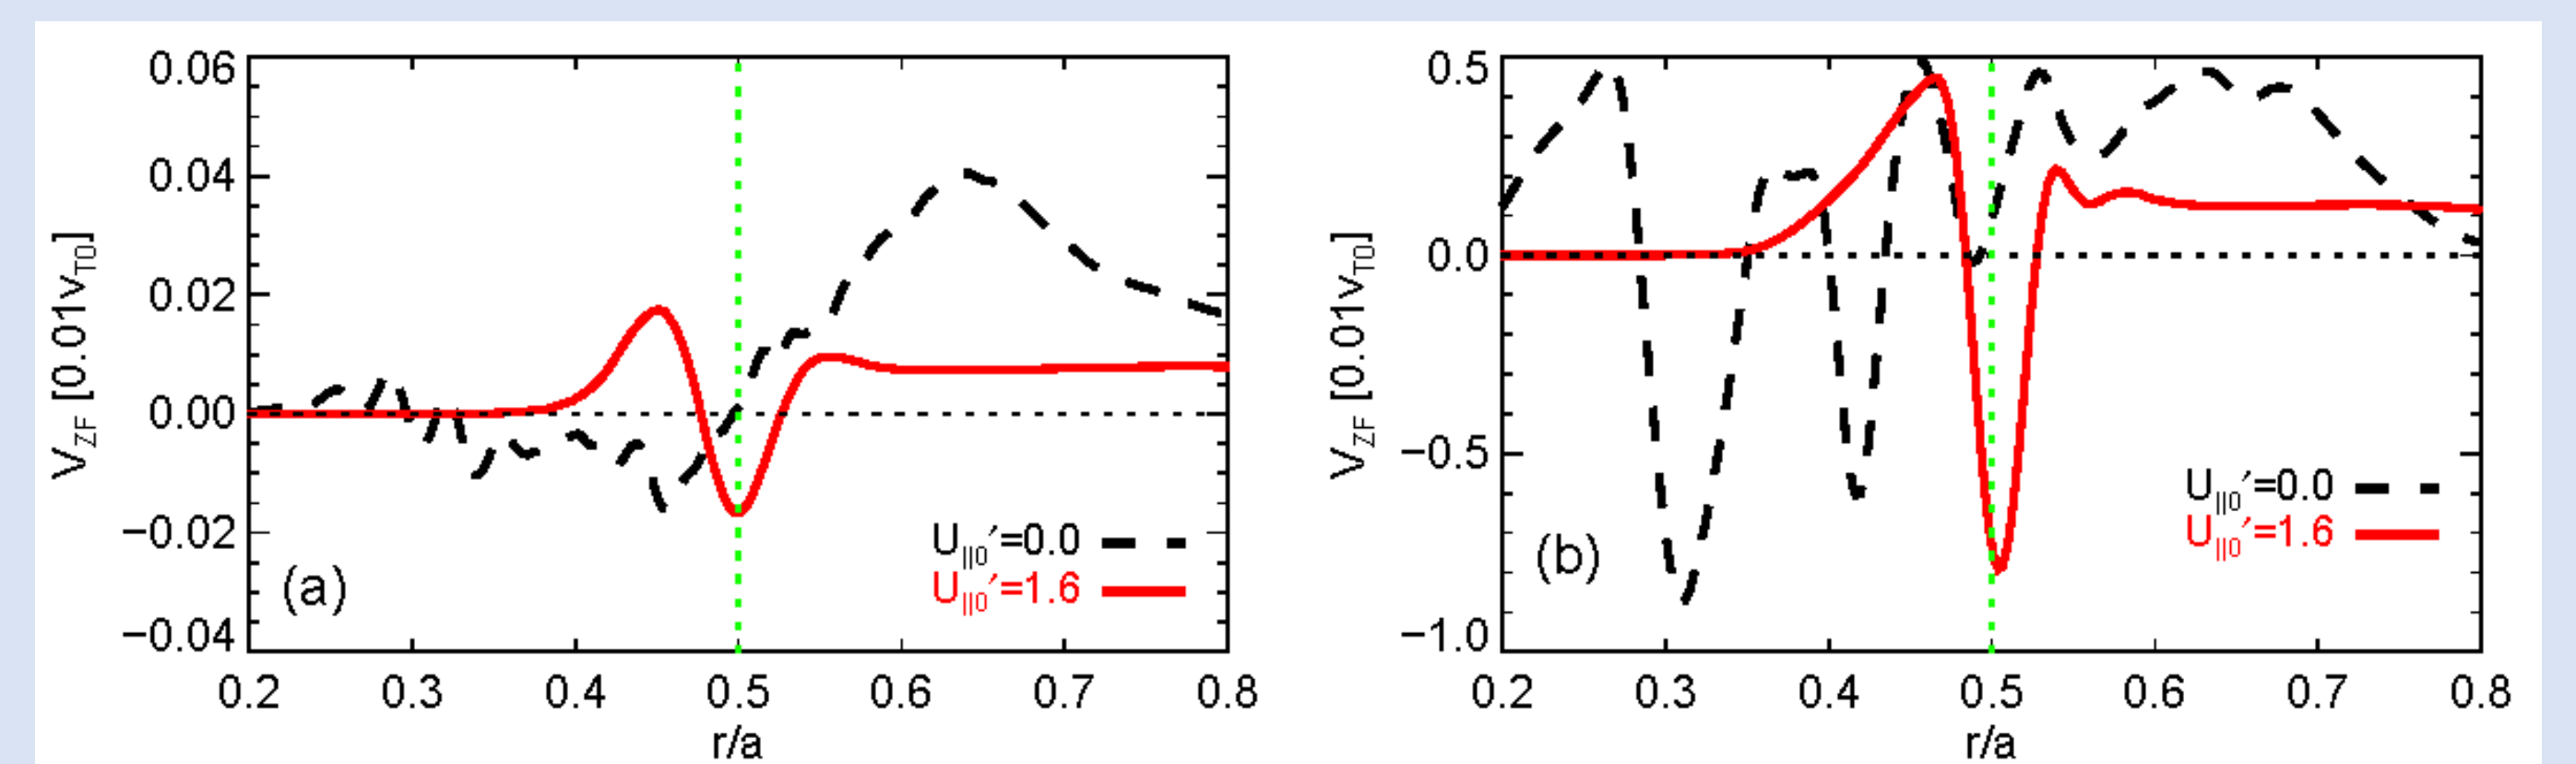 0.06
0.04
0.02
0.00
−0.02
−0.04
V_ZF [0.01v_T0]
U_||0′=0.0
U_||0′=1.6
(a)
0.2 0.3 0.4 0.5 0.6 0.7 0.8
r/a
0.5
0.0
−0.5
−1.0
V_ZF [0.01v_T0]
U_||0′=0.0
U_||0′=1.6
(b)
0.2 0.3 0.4 0.5 0.6 0.7 0.8
r/a